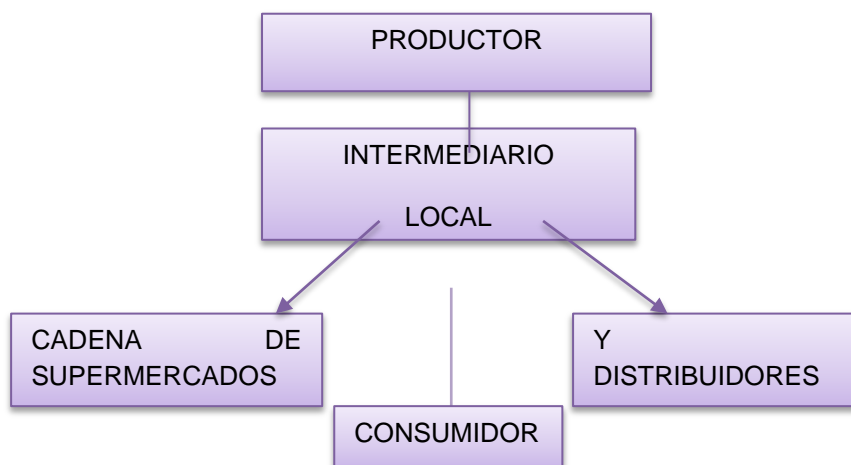 PRODUCTOR
INTERMEDIARIO
LOCAL
CADENA DE
SUPERMERCADOS
Y
DISTRIBUIDORES
CONSUMIDOR